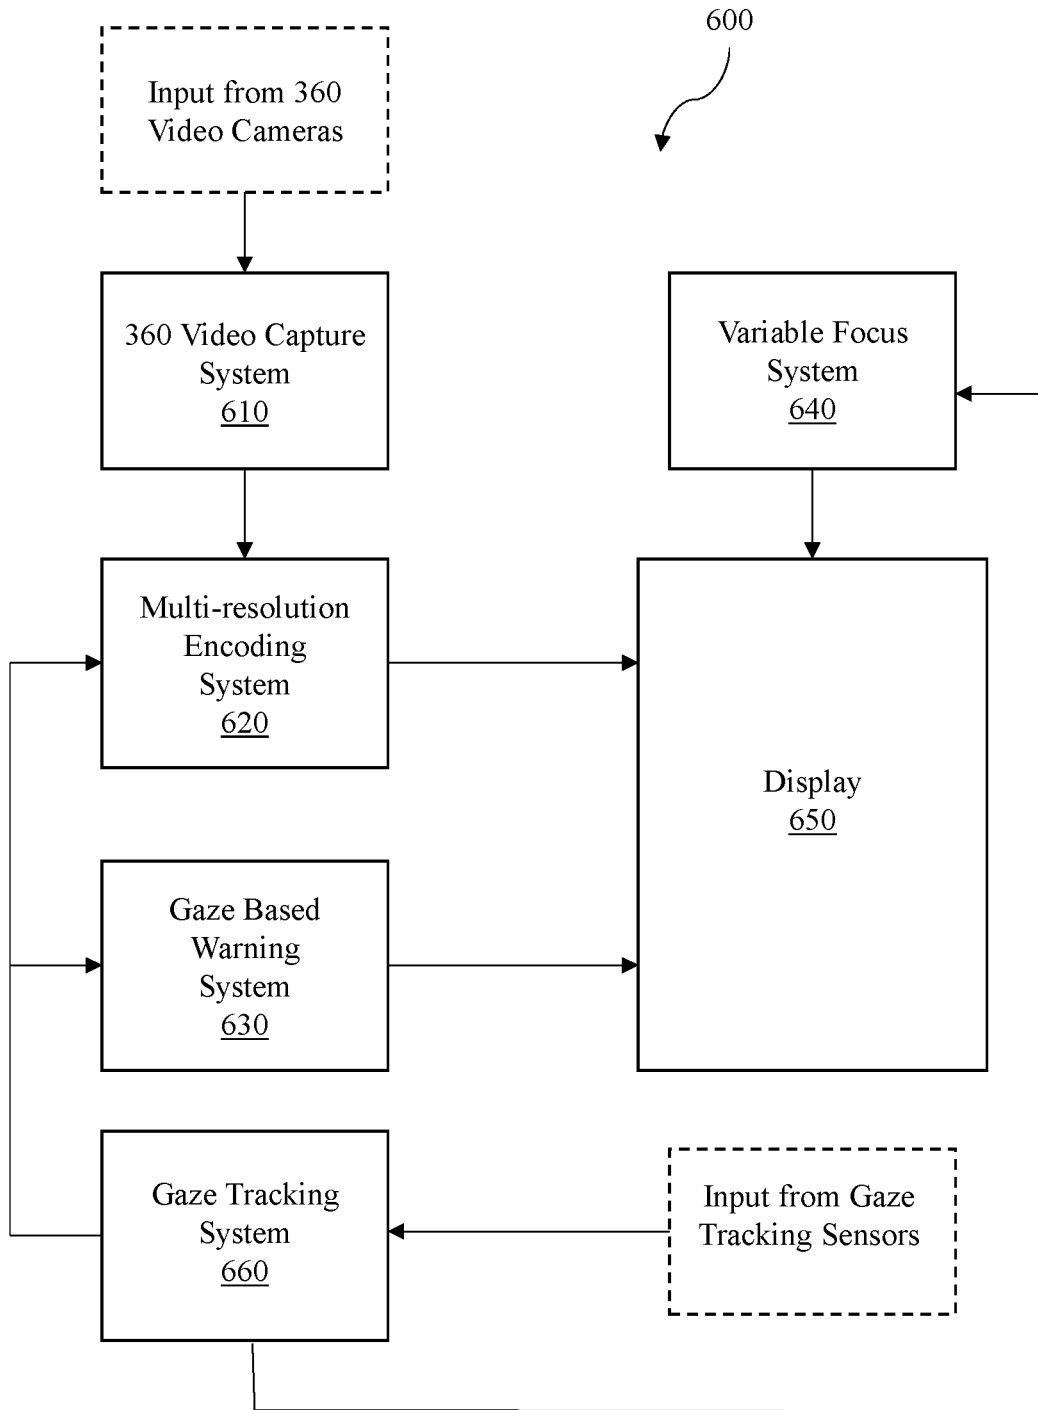 600
Input from 360
Video Cameras
360 Video Capture
System
610
Variable Focus
System
640
Multi-resolution
Encoding
System
620
Display
650
Gaze Based
Warning
System
630
Gaze Tracking
System
660
Input from Gaze
Tracking Sensors